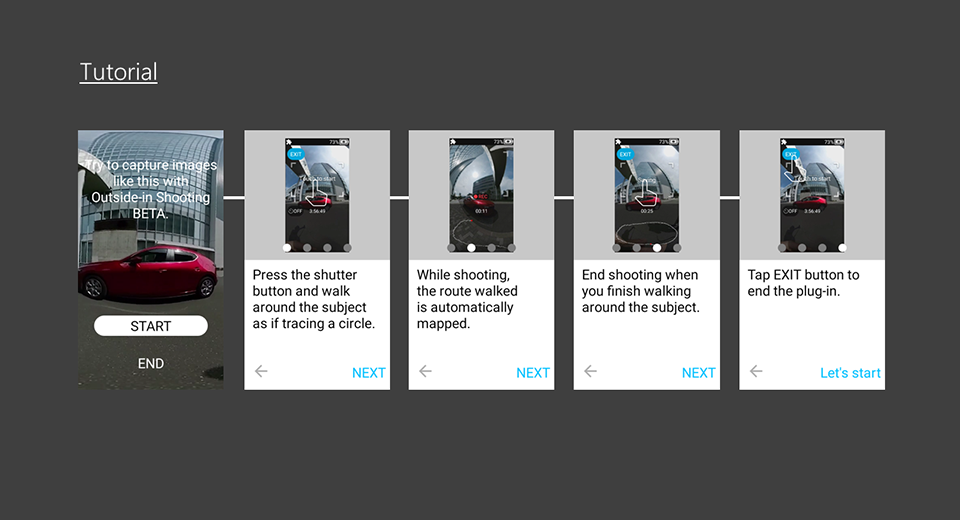 Tutorial
Try to capture images
like this with
Outside-in Shooting
BETA.
START
END
73%
EXIT
Touch to start
OFF 3:56:49
Press the shutter
button and walk
around the subject
as if tracing a circle.
NEXT
73%
REC
00:11
While shooting,
the route walked
is automatically
mapped.
NEXT
73%
EXIT
00:25
End shooting when
you finish walking
around the subject.
NEXT
73%
EXIT
Touch to start
OFF 3:56:49
Tap EXIT button to
end the plug-in.
Let's start